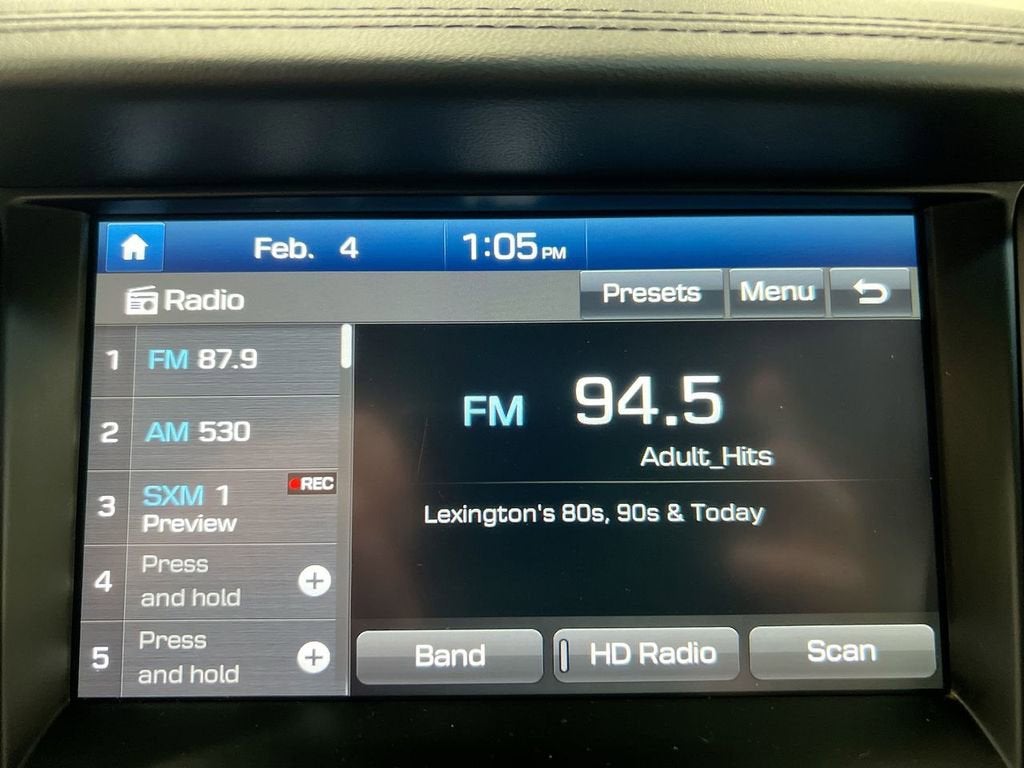 Feb. 4
1:05 PM
Radio
Presets
Menu
1 FM 87.9
2 AM 530
3 SXM 1 REC
Preview
4 Press
and hold
5 Press
and hold
FM 94.5
Adult_Hits
Lexington's 80s, 90s & Today
Band
HD Radio
Scan